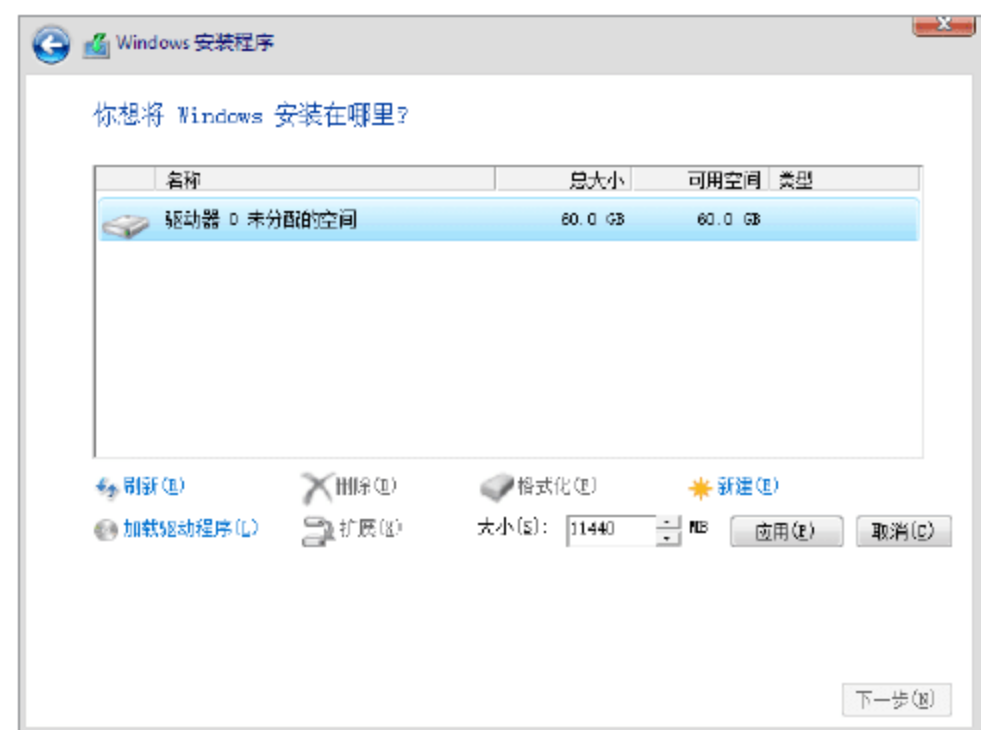 Windows 安装程序
你想将 Windows 安装在哪里?
名称 总大小 可用空间 类型
驱动器 0 未分配的空间 60.0 GB 60.0 GB
刷新(R) 删除(D) 格式化(F) 新建(E)
加载驱动程序(L) 扩展(X) 大小(S): 11440 MB 应用(P) 取消(C)
下一步(N)